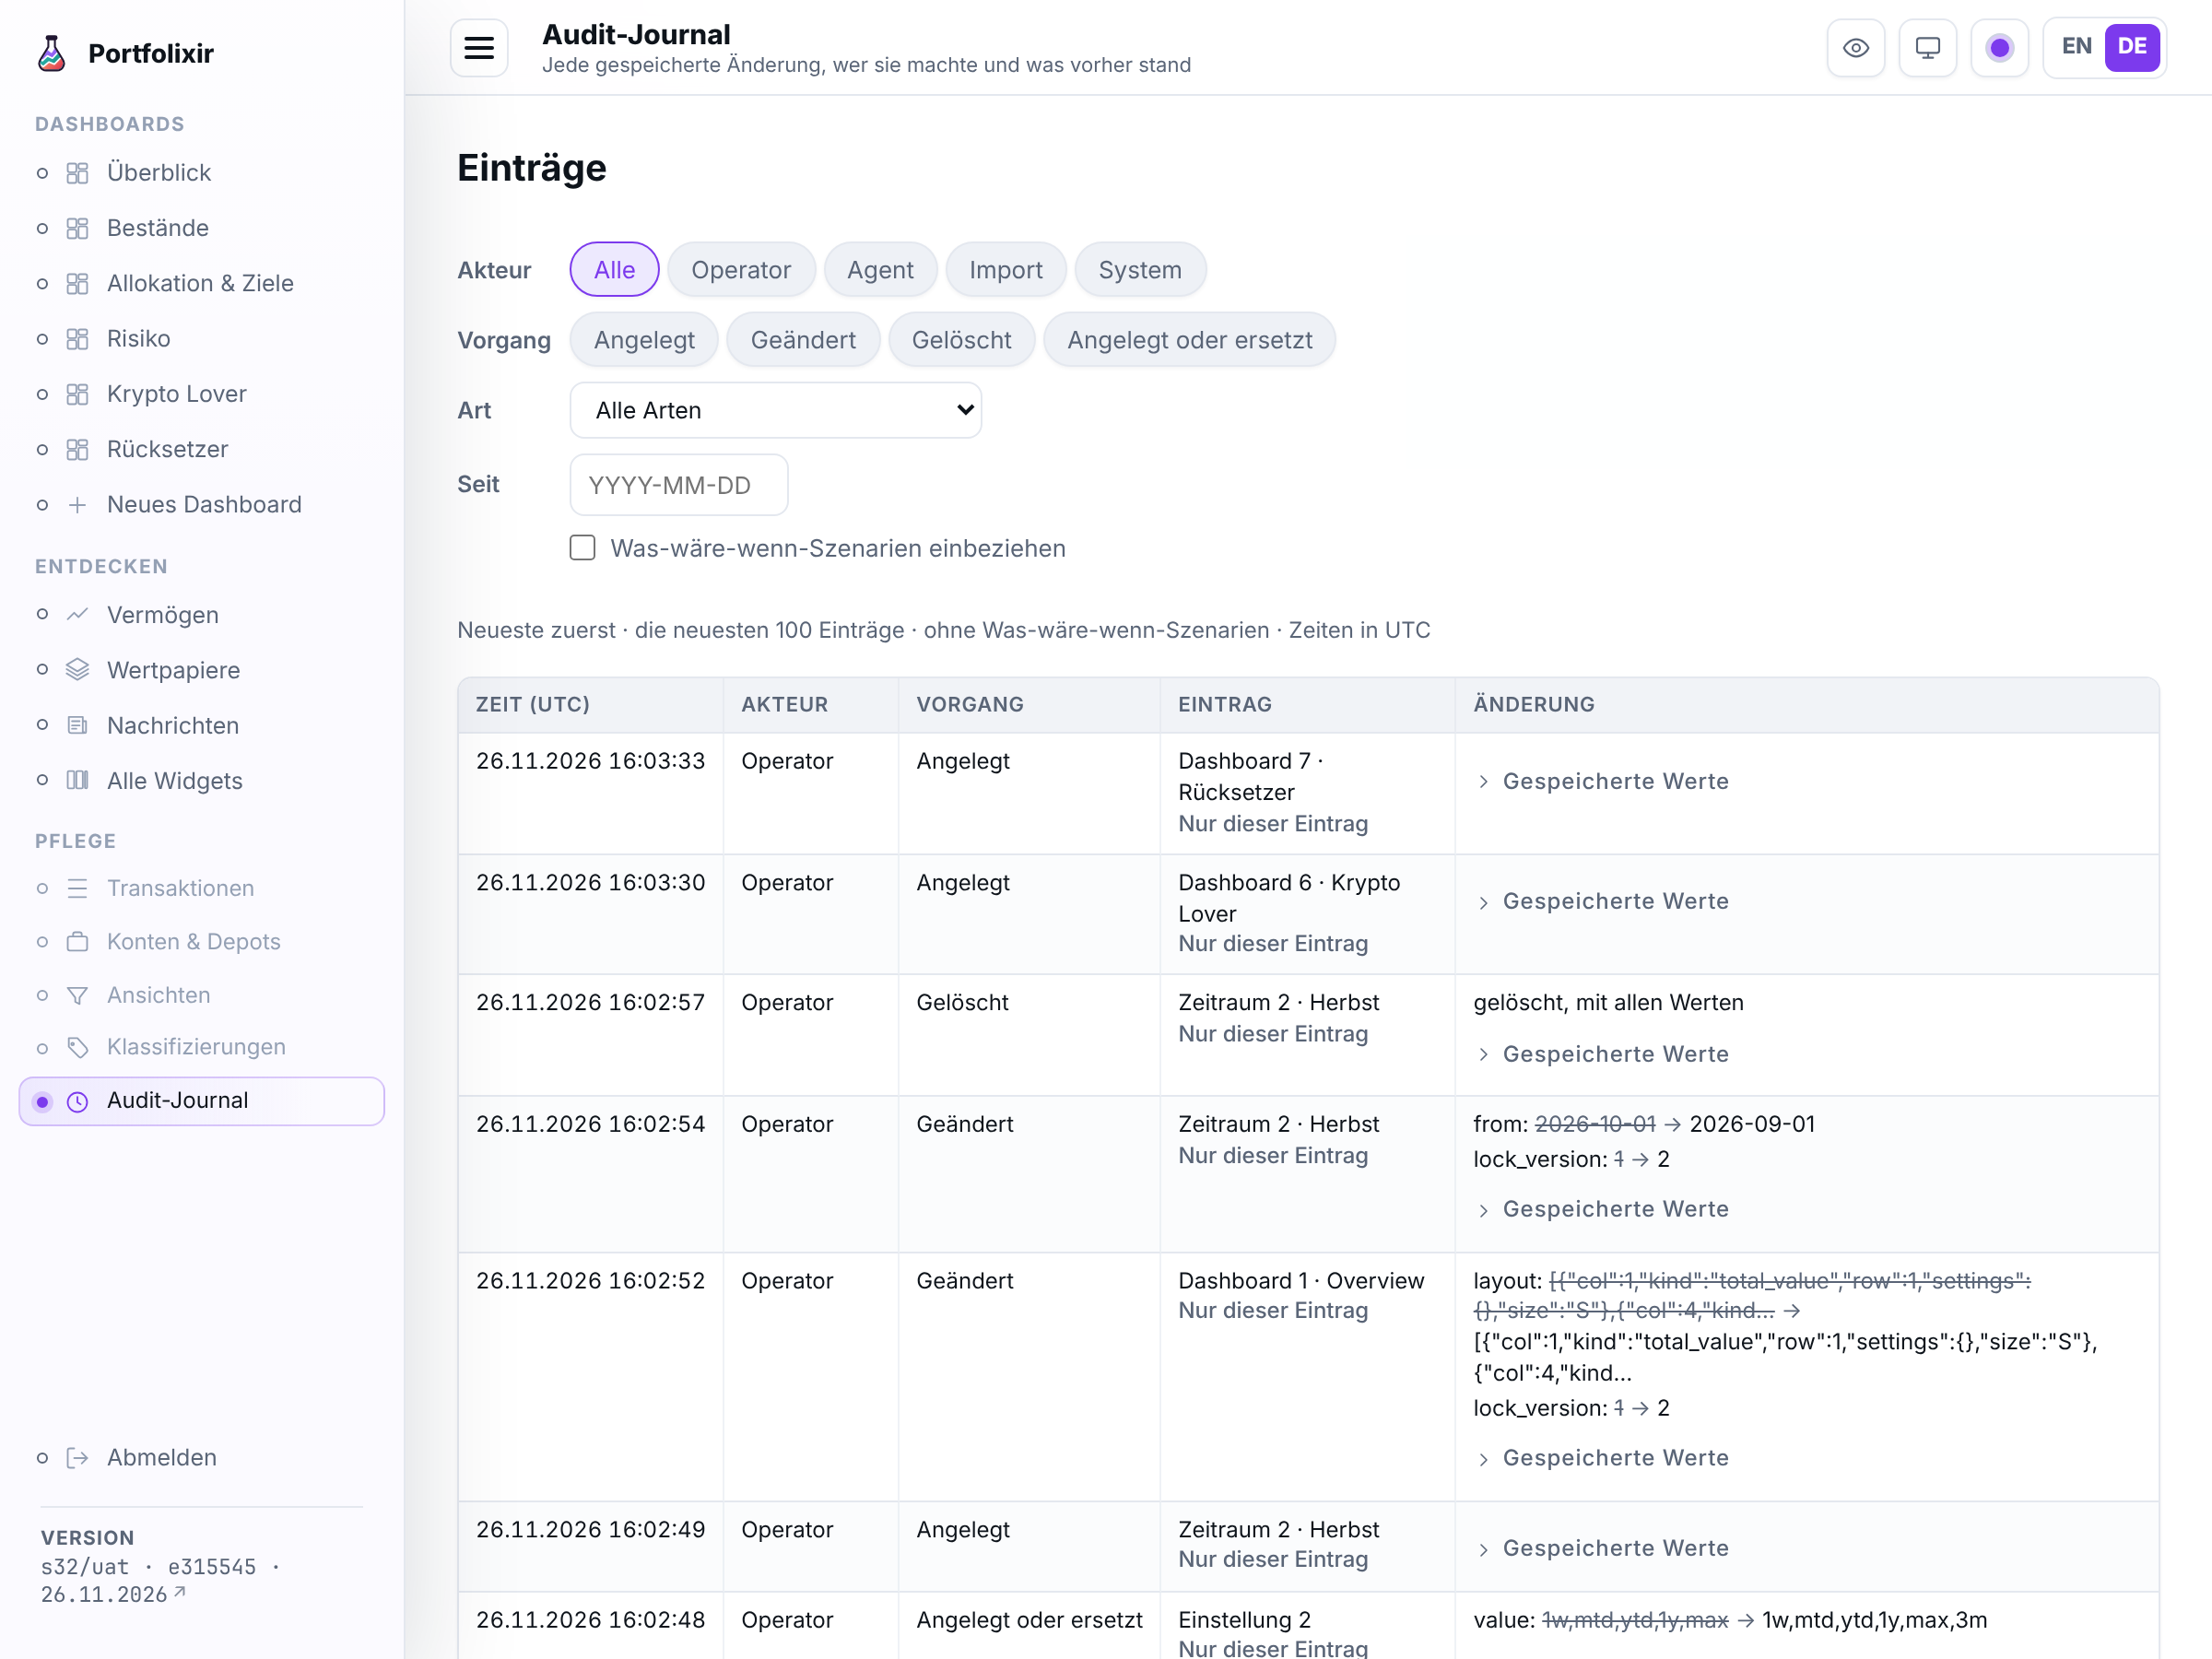 Portfolixir
DASHBOARDS
Überblick
Bestände
Allokation & Ziele
Risiko
Krypto Lover
Rücksetzer
Neues Dashboard
ENTDECKEN
Vermögen
Wertpapiere
Nachrichten
Alle Widgets
PFLEGE
Transaktionen
Konten & Depots
Ansichten
Klassifizierungen
Audit-Journal
Abmelden
VERSION
s32/uat · e315545 ·
26.11.2026
Audit-Journal
Jede gespeicherte Änderung, wer sie machte und was vorher stand
EN DE
Einträge
Akteur Alle Operator Agent Import System
Vorgang Angelegt Geändert Gelöscht Angelegt oder ersetzt
Art Alle Arten
Seit YYYY-MM-DD
Was-wäre-wenn-Szenarien einbeziehen
Neueste zuerst · die neuesten 100 Einträge · ohne Was-wäre-wenn-Szenarien · Zeiten in UTC
ZEIT (UTC) AKTEUR VORGANG EINTRAG ÄNDERUNG
26.11.2026 16:03:33 Operator Angelegt Dashboard 7 ·
Rücksetzer
Nur dieser Eintrag
Gespeicherte Werte
26.11.2026 16:03:30 Operator Angelegt Dashboard 6 · Krypto
Lover
Nur dieser Eintrag
Gespeicherte Werte
26.11.2026 16:02:57 Operator Gelöscht Zeitraum 2 · Herbst
Nur dieser Eintrag
gelöscht, mit allen Werten
Gespeicherte Werte
26.11.2026 16:02:54 Operator Geändert Zeitraum 2 · Herbst
Nur dieser Eintrag
from: 2026-10-01 → 2026-09-01
lock_version: 1 → 2
Gespeicherte Werte
26.11.2026 16:02:52 Operator Geändert Dashboard 1 · Overview
Nur dieser Eintrag
layout: [{"col":1,"kind":"total_value","row":1,"settings":
{},"size":"S"},{"col":4,"kind... →
[{"col":1,"kind":"total_value","row":1,"settings":{},"size":"S"},
{"col":4,"kind...
lock_version: 1 → 2
Gespeicherte Werte
26.11.2026 16:02:49 Operator Angelegt Zeitraum 2 · Herbst
Nur dieser Eintrag
Gespeicherte Werte
26.11.2026 16:02:48 Operator Angelegt oder ersetzt Einstellung 2
Nur dieser Eintrag
value: 1w,mtd,ytd,1y,max → 1w,mtd,ytd,1y,max,3m